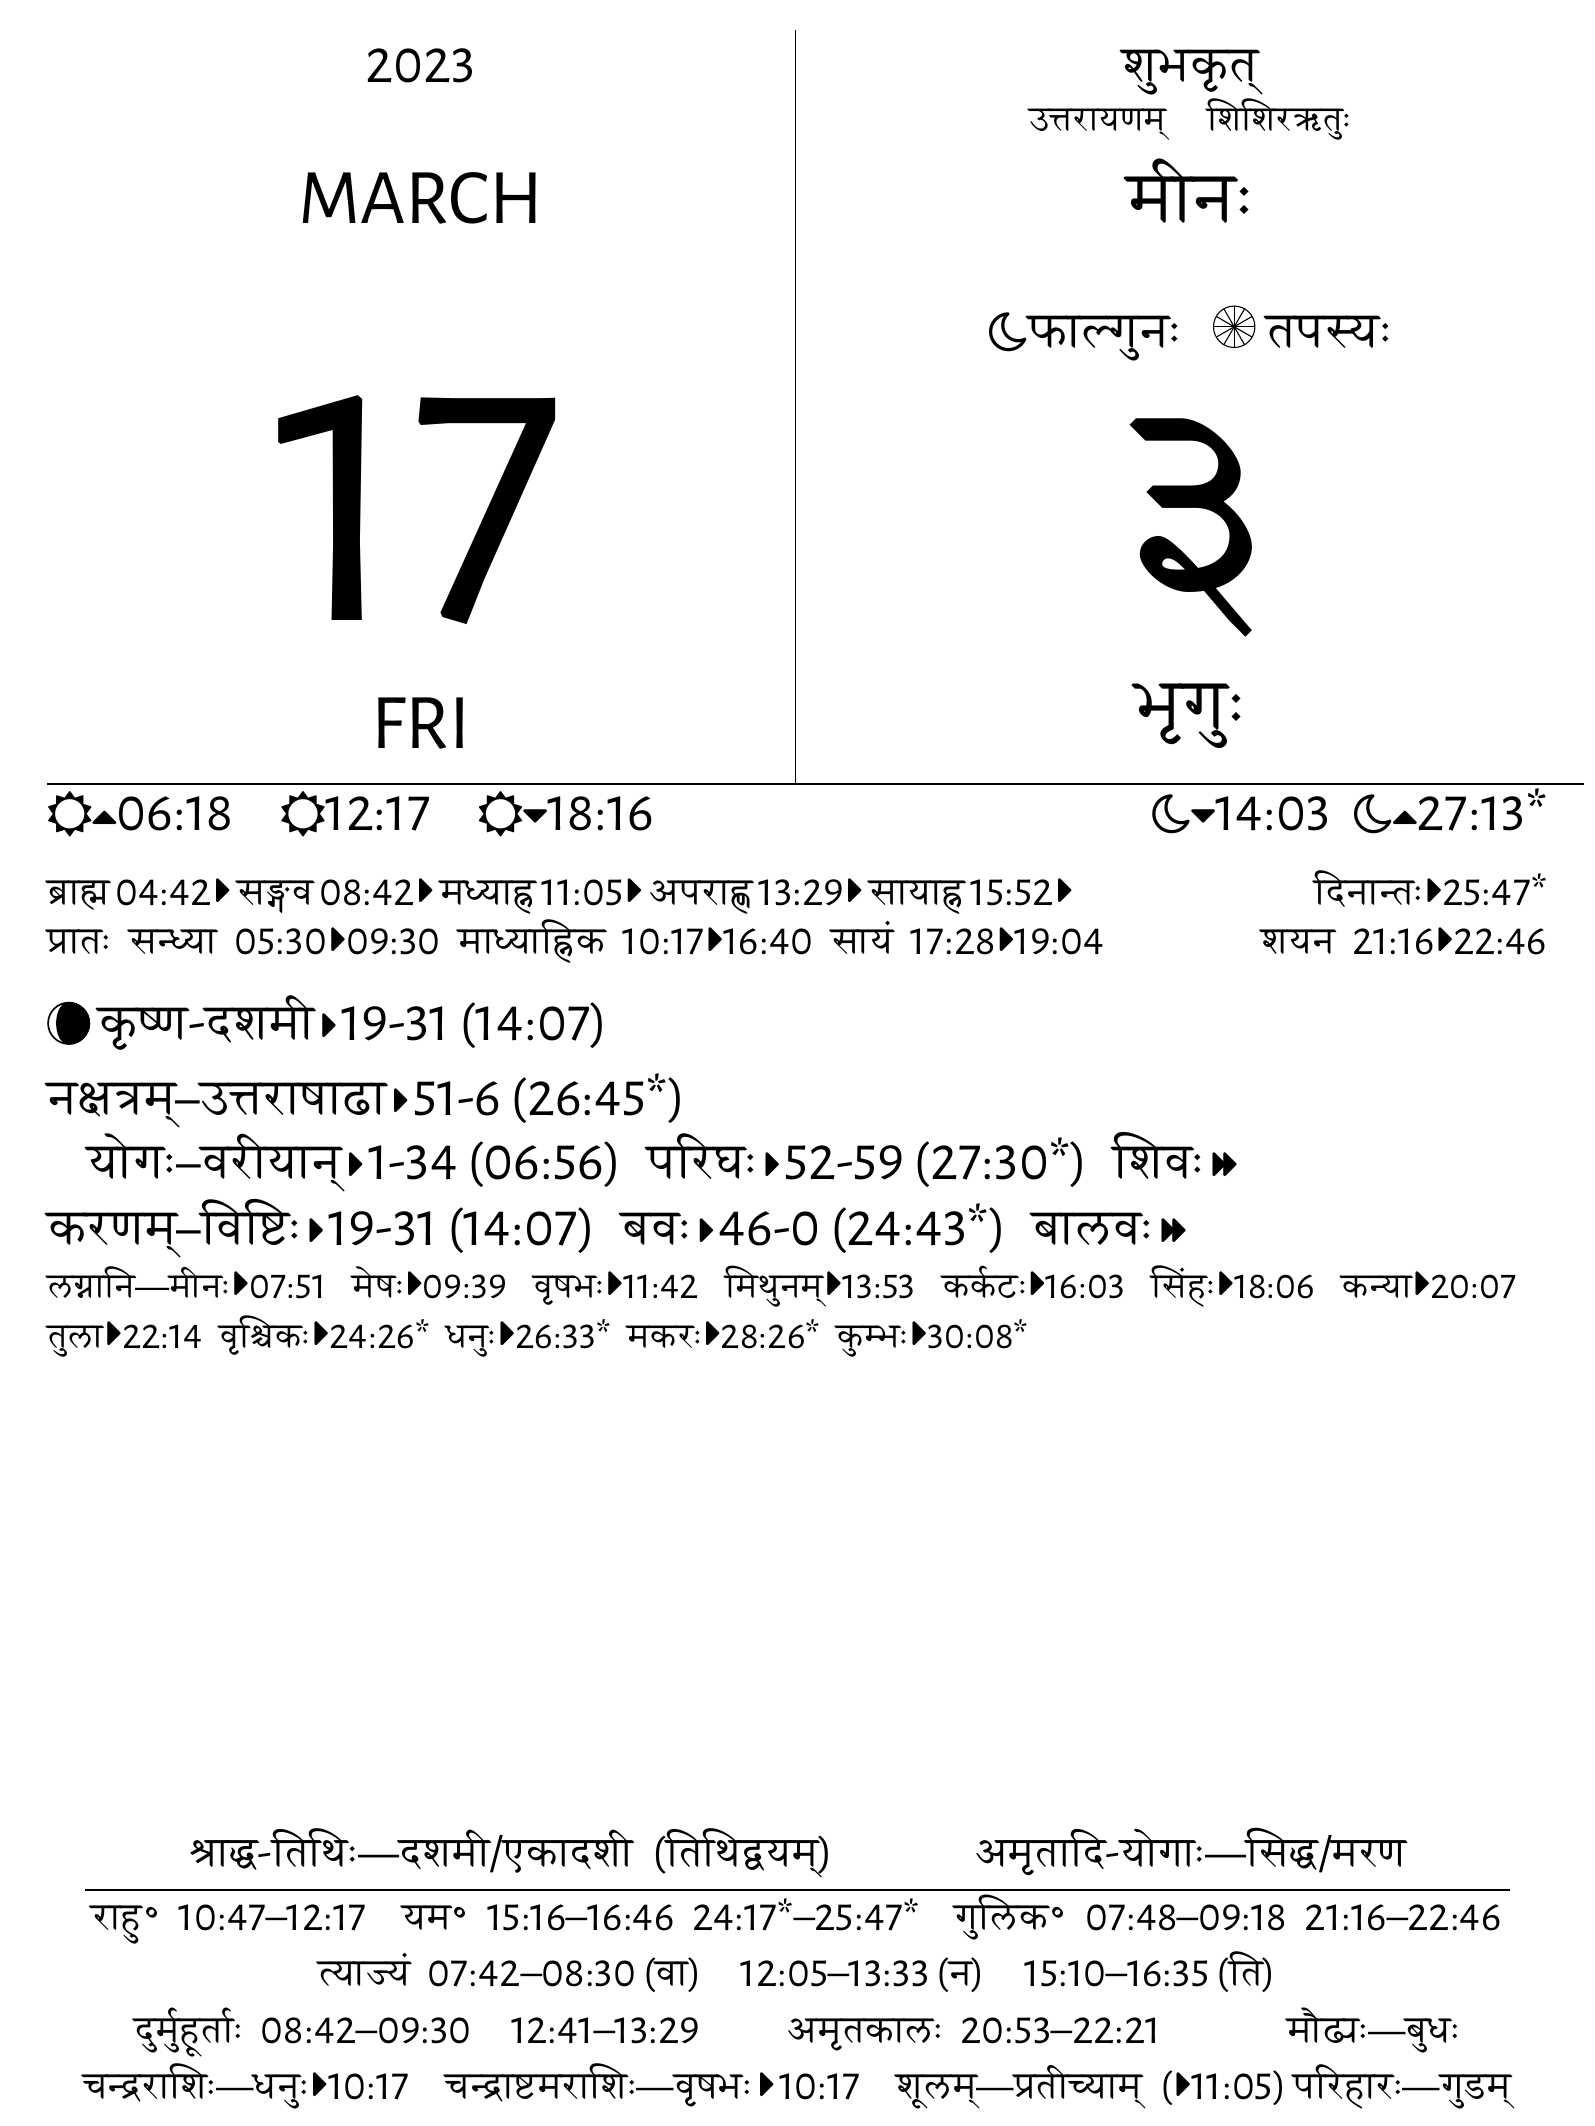 2023
MARCH
17
FRI
शुभकृत्
उत्तरायणम् शिशिरऋतुः
मीनः
फाल्गुनः तपस्यः
३
भृगुः
06:18 12:17 18:16 14:03 27:13*
ब्राह्म 04:42 सङ्गव 08:42 मध्याह्न 11:05 अपराह्ण 13:29 सायाह्न 15:52 दिनान्तः 25:47*
प्रातः सन्ध्या 05:30 09:30 माध्याह्निक 10:17 16:40 सायं 17:28 19:04 शयन 21:16 22:46
कृष्ण-दशमी 19-31 (14:07)
नक्षत्रम्–उत्तराषाढा 51-6 (26:45*)
योगः–वरीयान् 1-34 (06:56) परिघः 52-59 (27:30*) शिवः
करणम्–विष्टिः 19-31 (14:07) बवः 46-0 (24:43*) बालवः
लग्नानि—मीनः 07:51 मेषः 09:39 वृषभः 11:42 मिथुनम् 13:53 कर्कटः 16:03 सिंहः 18:06 कन्या 20:07
तुला 22:14 वृश्चिकः 24:26* धनुः 26:33* मकरः 28:26* कुम्भः 30:08*
श्राद्ध-तिथिः—दशमी/एकादशी (तिथिद्वयम्) अमृतादि-योगाः—सिद्ध/मरण
राहु॰ 10:47–12:17 यम॰ 15:16–16:46 24:17*–25:47* गुलिक॰ 07:48–09:18 21:16–22:46
त्याज्यं 07:42–08:30 (वा) 12:05–13:33 (न) 15:10–16:35 (ति)
दुर्मुहूर्ताः 08:42–09:30 12:41–13:29 अमृतकालः 20:53–22:21 मौढ्यः—बुधः
चन्द्रराशिः—धनुः 10:17 चन्द्राष्टमराशिः—वृषभः 10:17 शूलम्—प्रतीच्याम् (11:05) परिहारः—गुडम्